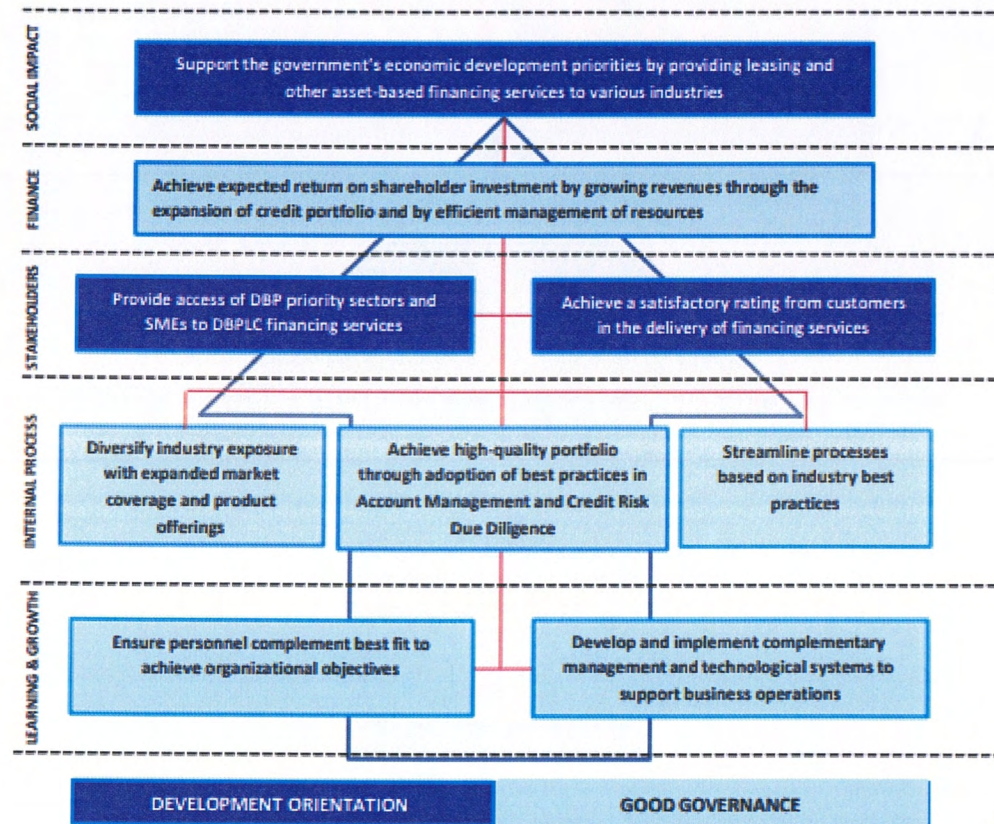 SOCIAL IMPACT
Support the government's economic development priorities by providing leasing and
other asset-based financing services to various industries
FINANCE
Achieve expected return on shareholder investment by growing revenues through the
expansion of credit portfolio and by efficient management of resources
STAKEHOLDERS
Provide access of DBP priority sectors and
SMEs to DBPLC financing services
Achieve a satisfactory rating from customers
in the delivery of financing services
INTERNAL PROCESS
Diversify industry exposure
with expanded market
coverage and product
offerings
Achieve high-quality portfolio
through adoption of best practices in
Account Management and Credit Risk
Due Diligence
Streamline processes
based on industry best
practices
LEARNING & GROWTH
Ensure personnel complement best fit to
achieve organizational objectives
Develop and implement complementary
management and technological systems to
support business operations
DEVELOPMENT ORIENTATION
GOOD GOVERNANCE